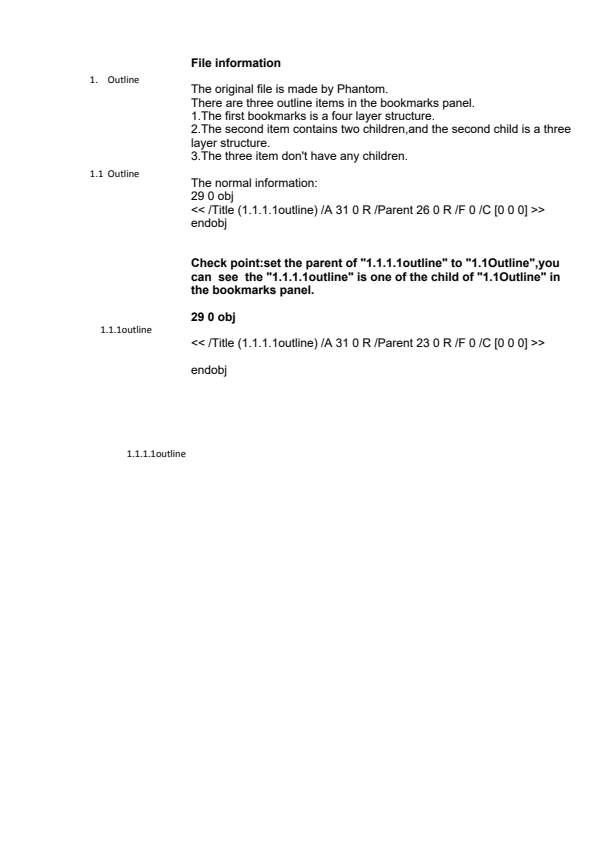 File information
1. Outline
The original file is made by Phantom.
There are three outline items in the bookmarks panel.
1.The first bookmarks is a four layer structure.
2.The second item contains two children,and the second child is a three
layer structure.
3.The three item don't have any children.
1.1 Outline
The normal information:
29 0 obj
<< /Title (1.1.1.1outline) /A 31 0 R /Parent 26 0 R /F 0 /C [0 0 0] >>
endobj
Check point:set the parent of "1.1.1.1outline" to "1.1Outline",you
can see the "1.1.1.1outline" is one of the child of "1.1Outline" in
the bookmarks panel.
29 0 obj
1.1.1outline
<< /Title (1.1.1.1outline) /A 31 0 R /Parent 23 0 R /F 0 /C [0 0 0] >>
endobj
1.1.1.1outline